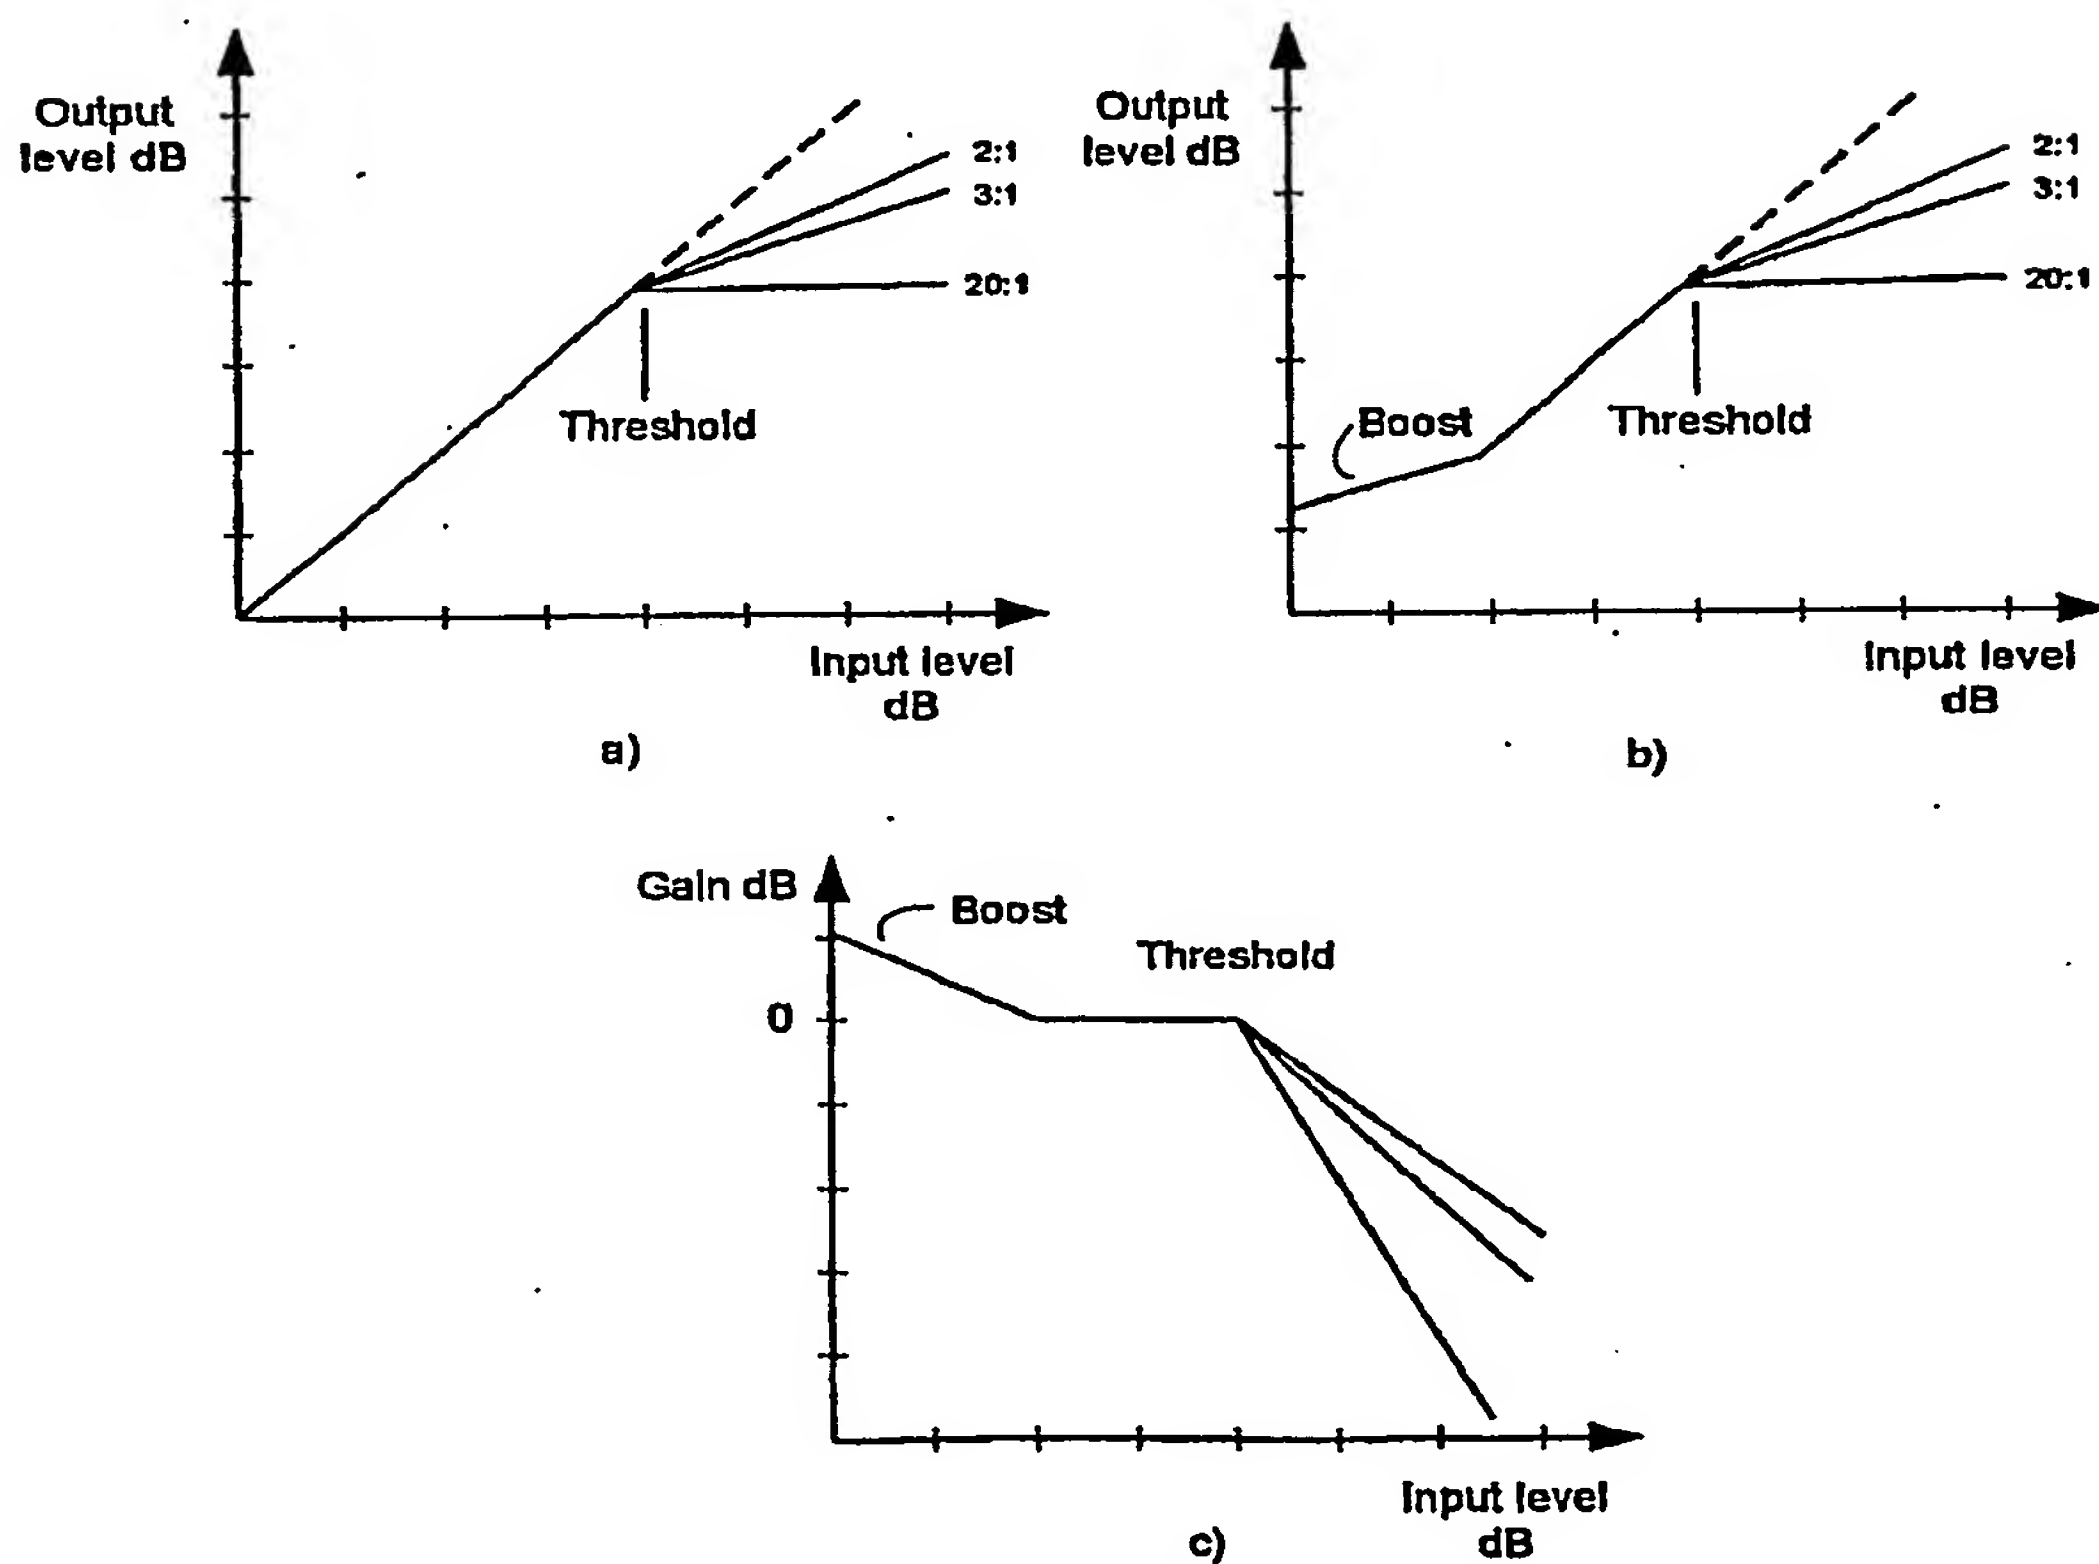 Output
level dB
2:1
3:1
20:1
Threshold
Input level
dB
a)
Output
level dB
2:1
3:1
20:1
Boost
Threshold
Input level
dB
b)
Gain dB
Boost
Threshold
0
Input level
dB
c)